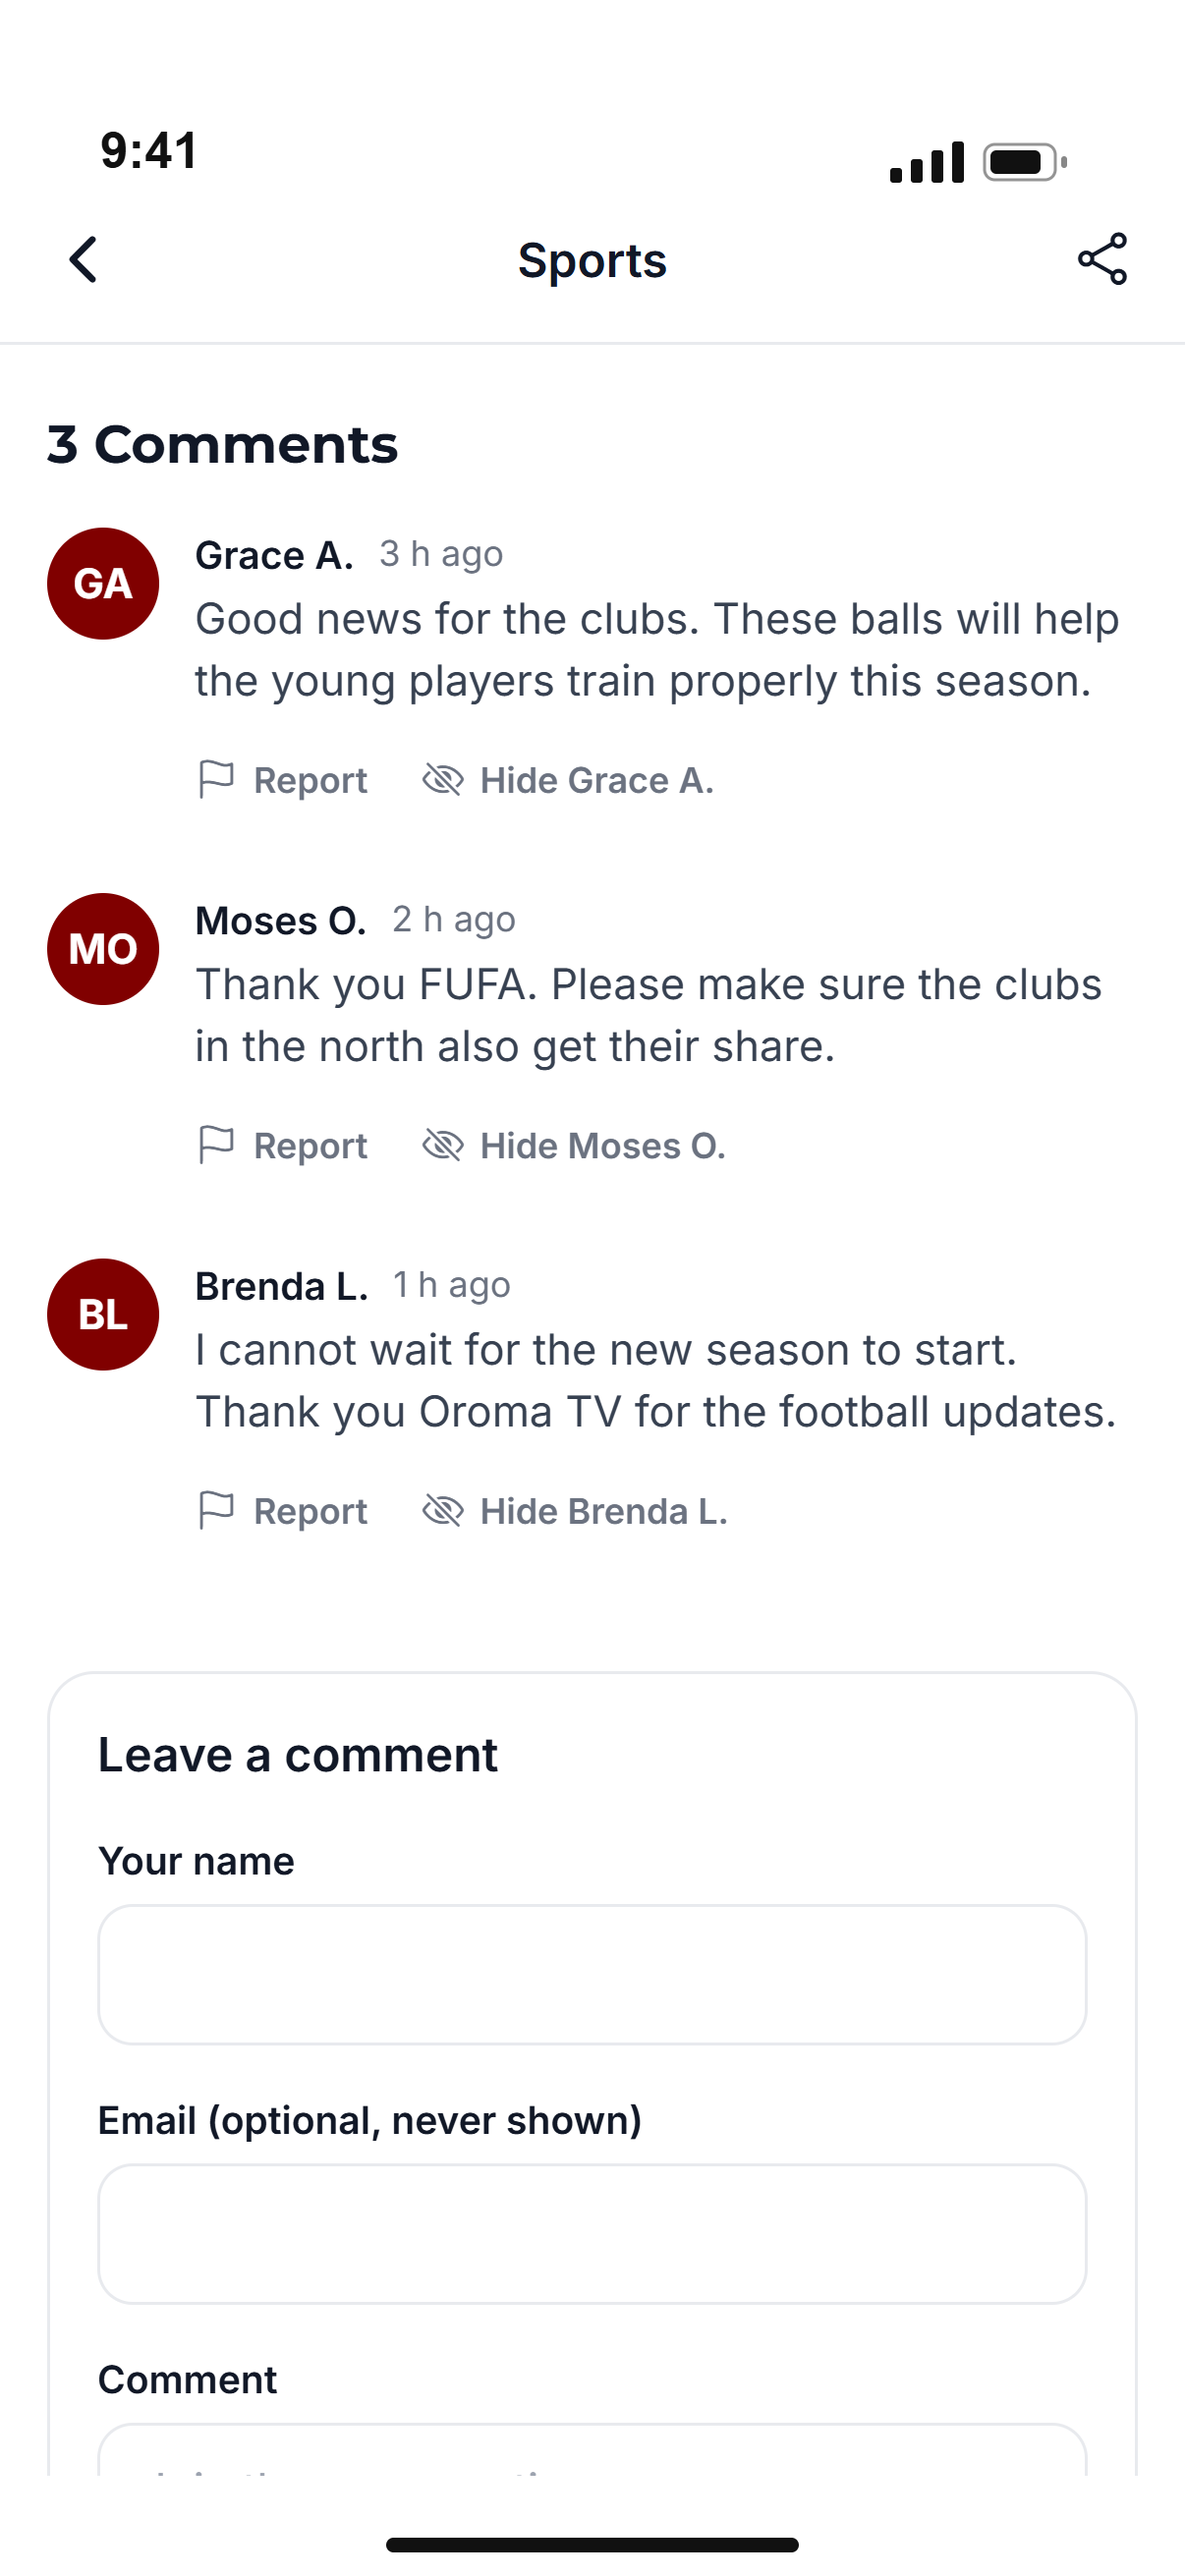 9:41
Sports
3 Comments
GA
Grace A. 3 h ago
Good news for the clubs. These balls will help
the young players train properly this season.
Report Hide Grace A.
MO
Moses O. 2 h ago
Thank you FUFA. Please make sure the clubs
in the north also get their share.
Report Hide Moses O.
BL
Brenda L. 1 h ago
I cannot wait for the new season to start.
Thank you Oroma TV for the football updates.
Report Hide Brenda L.
Leave a comment
Your name
Email (optional, never shown)
Comment